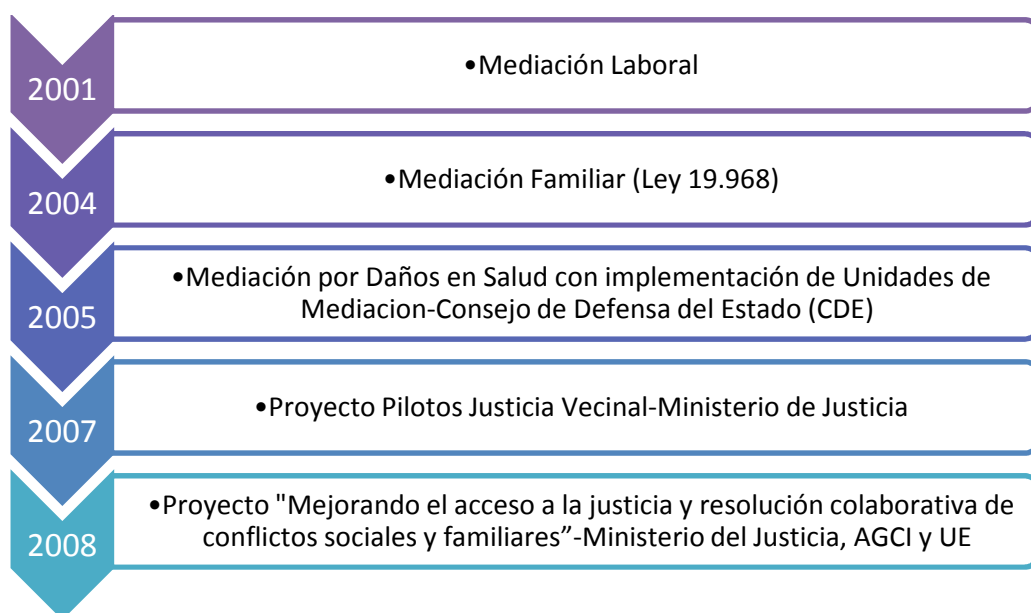 2001
•Mediación Laboral
2004
•Mediación Familiar (Ley 19.968)
2005
•Mediación por Daños en Salud con implementación de Unidades de
Mediacion-Consejo de Defensa del Estado (CDE)
2007
•Proyecto Pilotos Justicia Vecinal-Ministerio de Justicia
2008
•Proyecto "Mejorando el acceso a la justicia y resolución colaborativa de
conflictos sociales y familiares”-Ministerio del Justicia, AGCI y UE